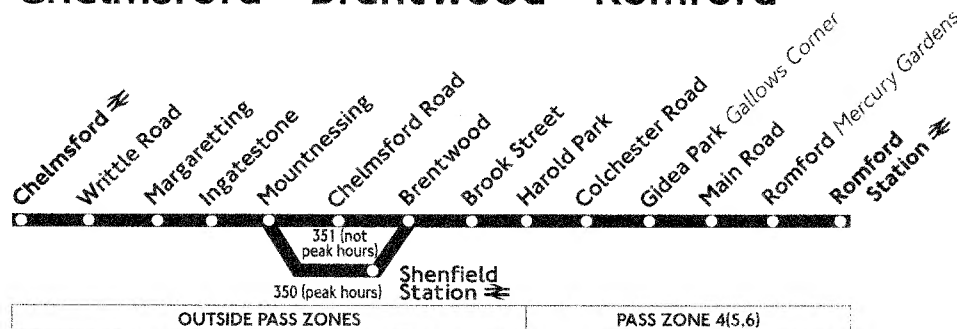 Chelmsford - Brentwood - Romford
Chelmsford
Writtle Road
Margaretting
Ingatestone
Mountnessing
Chelmsford Road
Brentwood
Brook Street
Harold Park
Colchester Road
Gidea Park Gallows Corner
Main Road
Romford Mercury Gardens
Romford
Station
351 (not
peak hours)
350 (peak hours)
Shenfield
Station
OUTSIDE PASS ZONES
PASS ZONE 4(5,6)